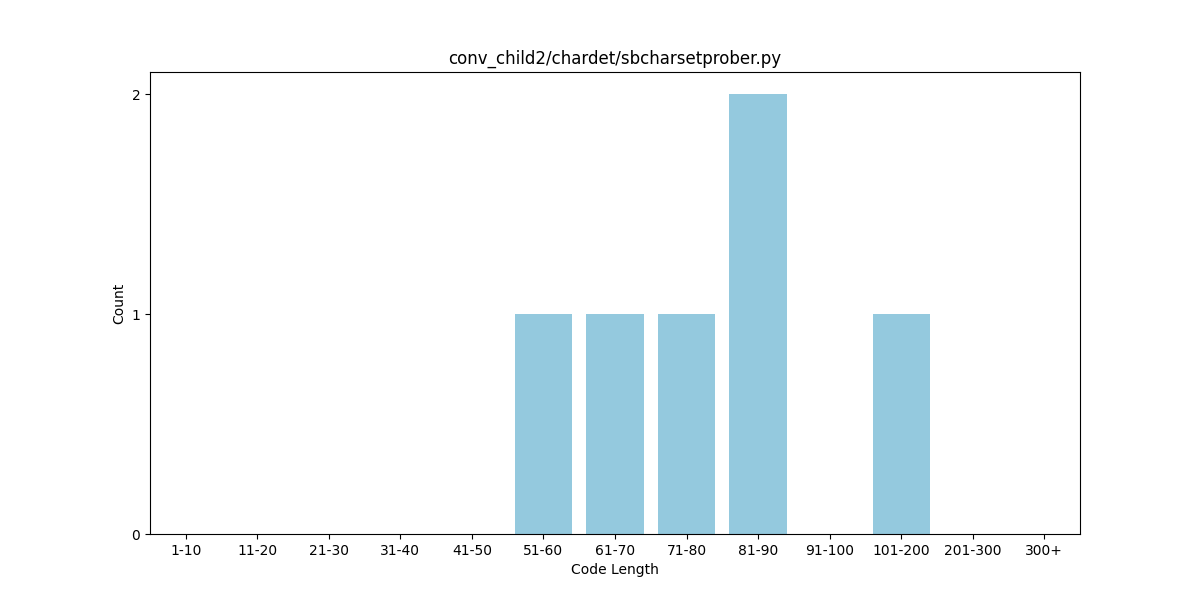 conv_child2/chardet/sbcharsetprober.py
Count
2
1
0
1-10 11-20 21-30 31-40 41-50 51-60 61-70 71-80 81-90 91-100 101-200 201-300 300+
Code Length